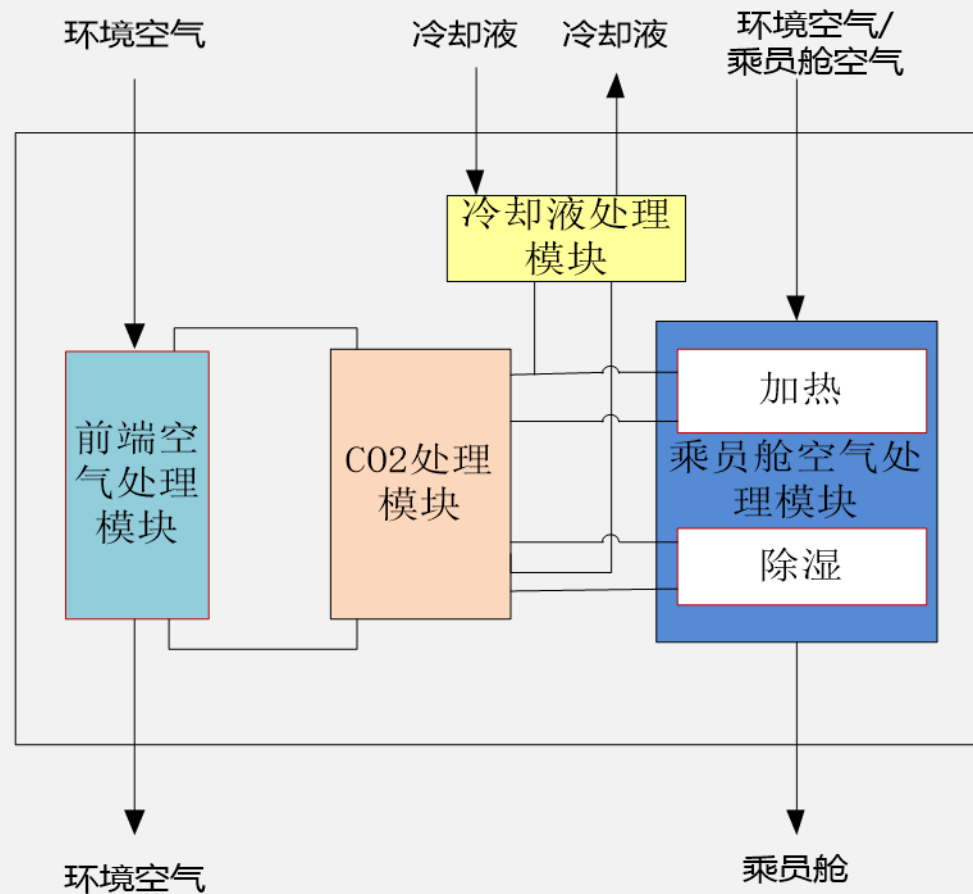 环境空气
冷却液
冷却液
环境空气/
乘员舱空气
冷却液处理
模块
前端空
气处理
模块
CO2处理
模块
加热
乘员舱空气处
理模块
除湿
环境空气
乘员舱